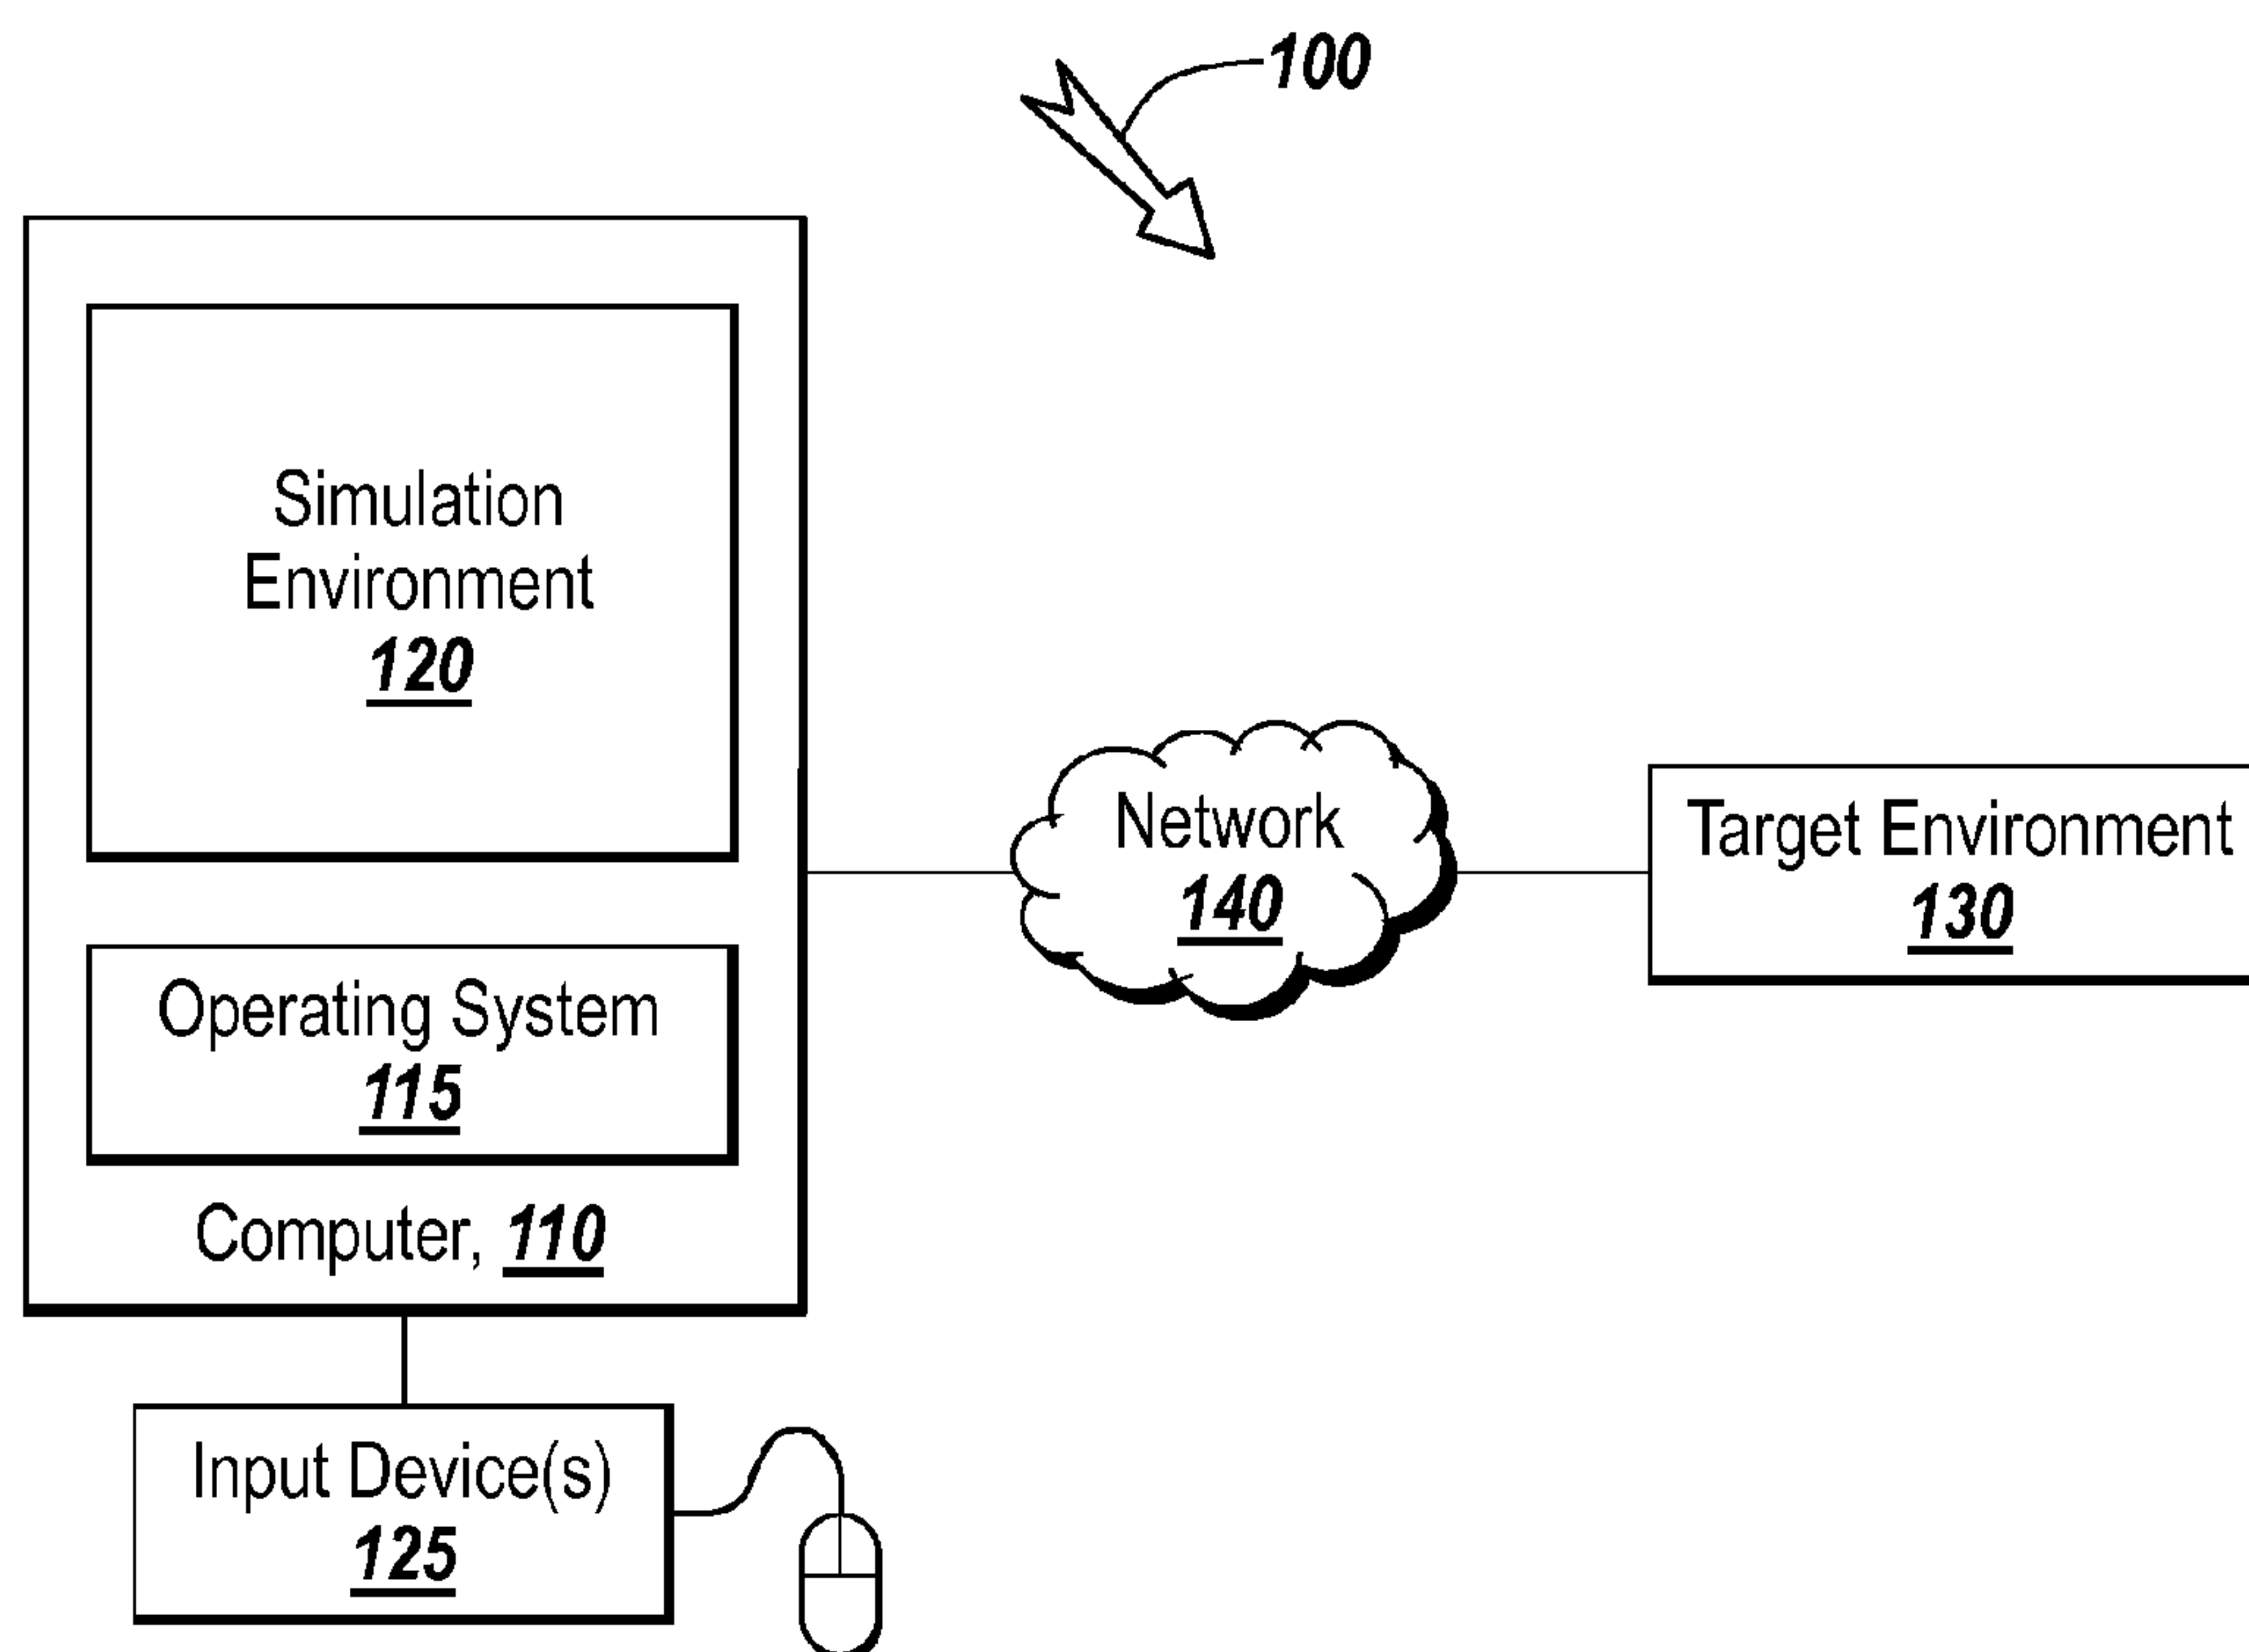 100
Simulation
Environment
120
Operating System
115
Computer, 110
Input Device(s)
125
Network
140
Target Environment
130